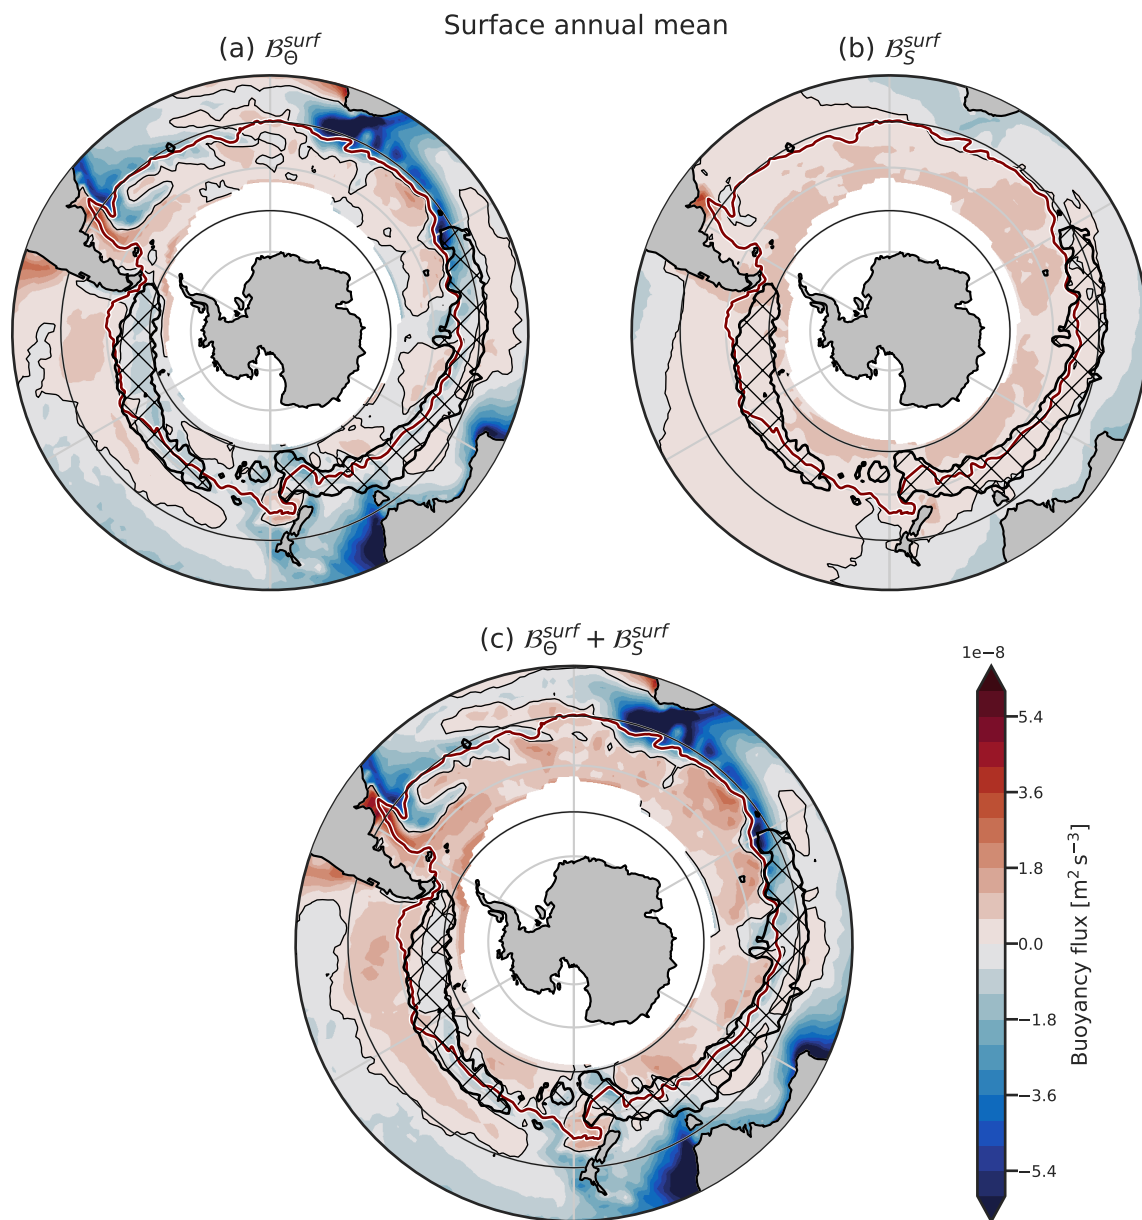 Surface annual mean
(a) $\mathcal{B}_{\Theta}^{surf}$
(b) $\mathcal{B}_{S}^{surf}$
(c) $\mathcal{B}_{\Theta}^{surf} + \mathcal{B}_{S}^{surf}$
1e−8
5.4
3.6
1.8
0.0
−1.8
−3.6
−5.4
Buoyancy flux [m² s⁻³]